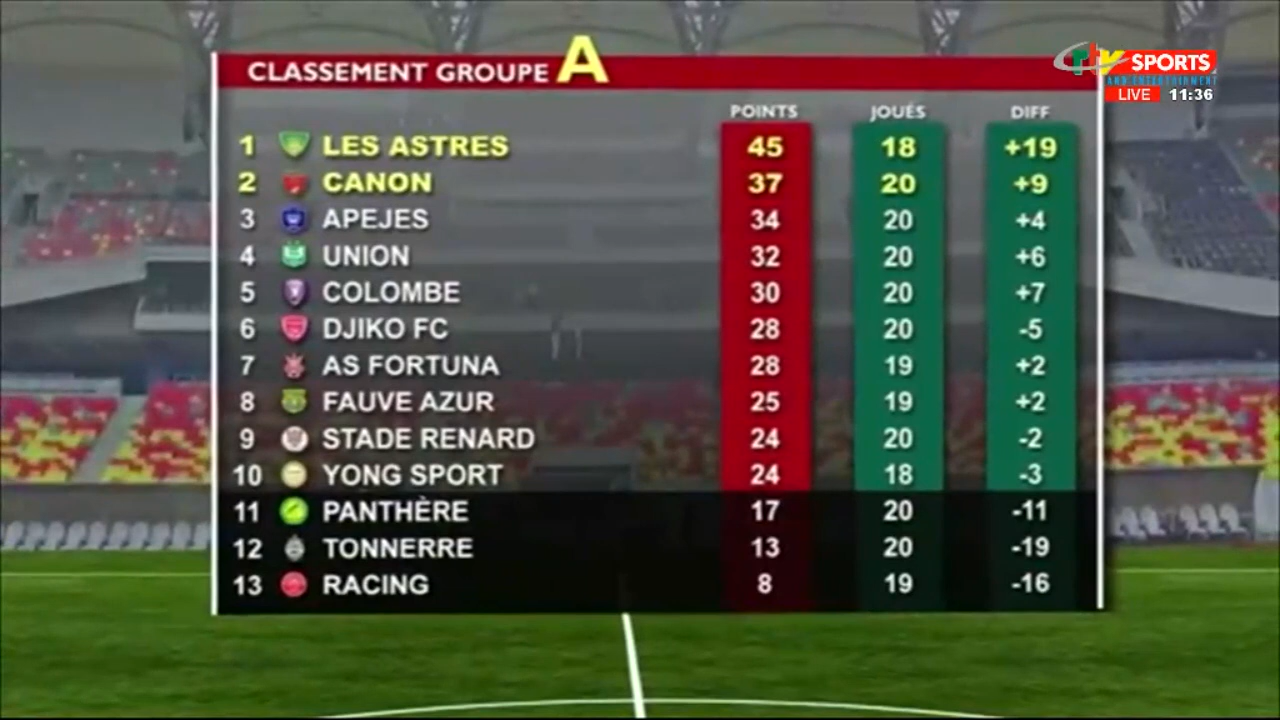 CLASSEMENT GROUPE A
CRTV SPORTS
AND ENTERTAINMENT
LIVE 11:36
POINTS JOUÉS DIFF
1 LES ASTRES 45 18 +19
2 CANON 37 20 +9
3 APEJES 34 20 +4
4 UNION 32 20 +6
5 COLOMBE 30 20 +7
6 DJIKO FC 28 20 -5
7 AS FORTUNA 28 19 +2
8 FAUVE AZUR 25 19 +2
9 STADE RENARD 24 20 -2
10 YONG SPORT 24 18 -3
11 PANTHÈRE 17 20 -11
12 TONNERRE 13 20 -19
13 RACING 8 19 -16